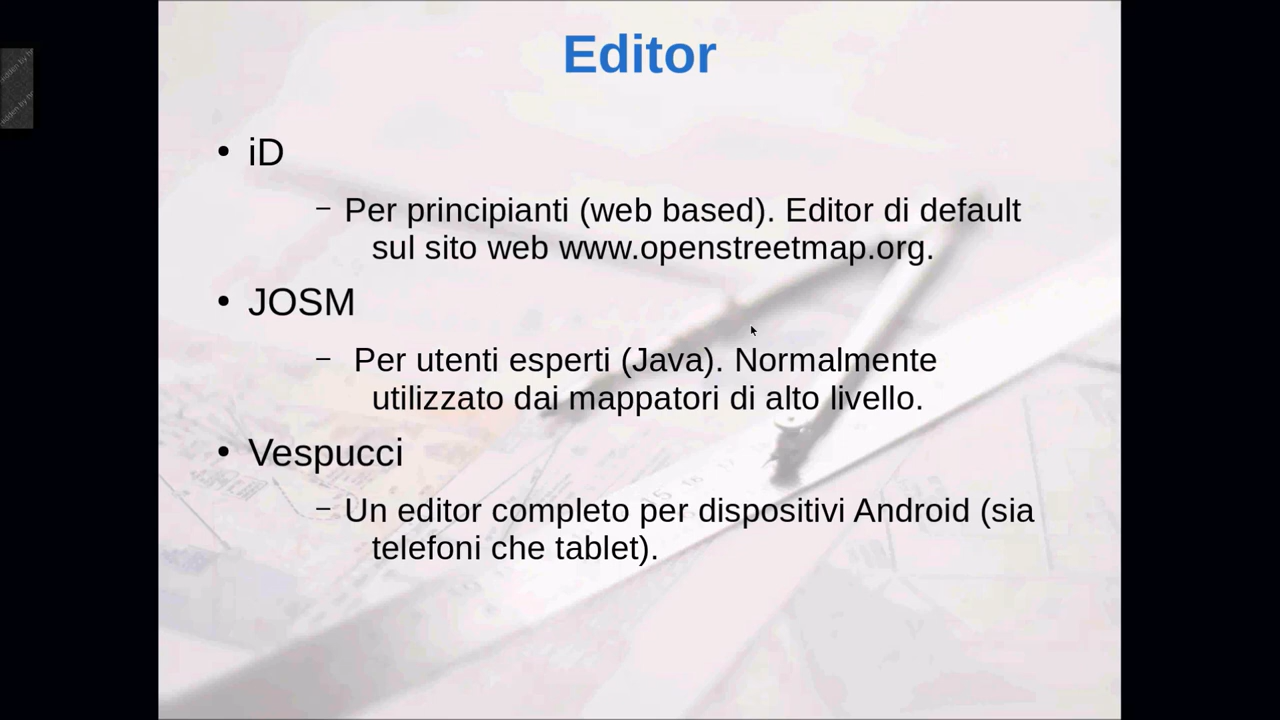 Editor
• iD
– Per principianti (web based). Editor di default
sul sito web www.openstreetmap.org.
• JOSM
– Per utenti esperti (Java). Normalmente
utilizzato dai mappatori di alto livello.
• Vespucci
– Un editor completo per dispositivi Android (sia
telefoni che tablet).